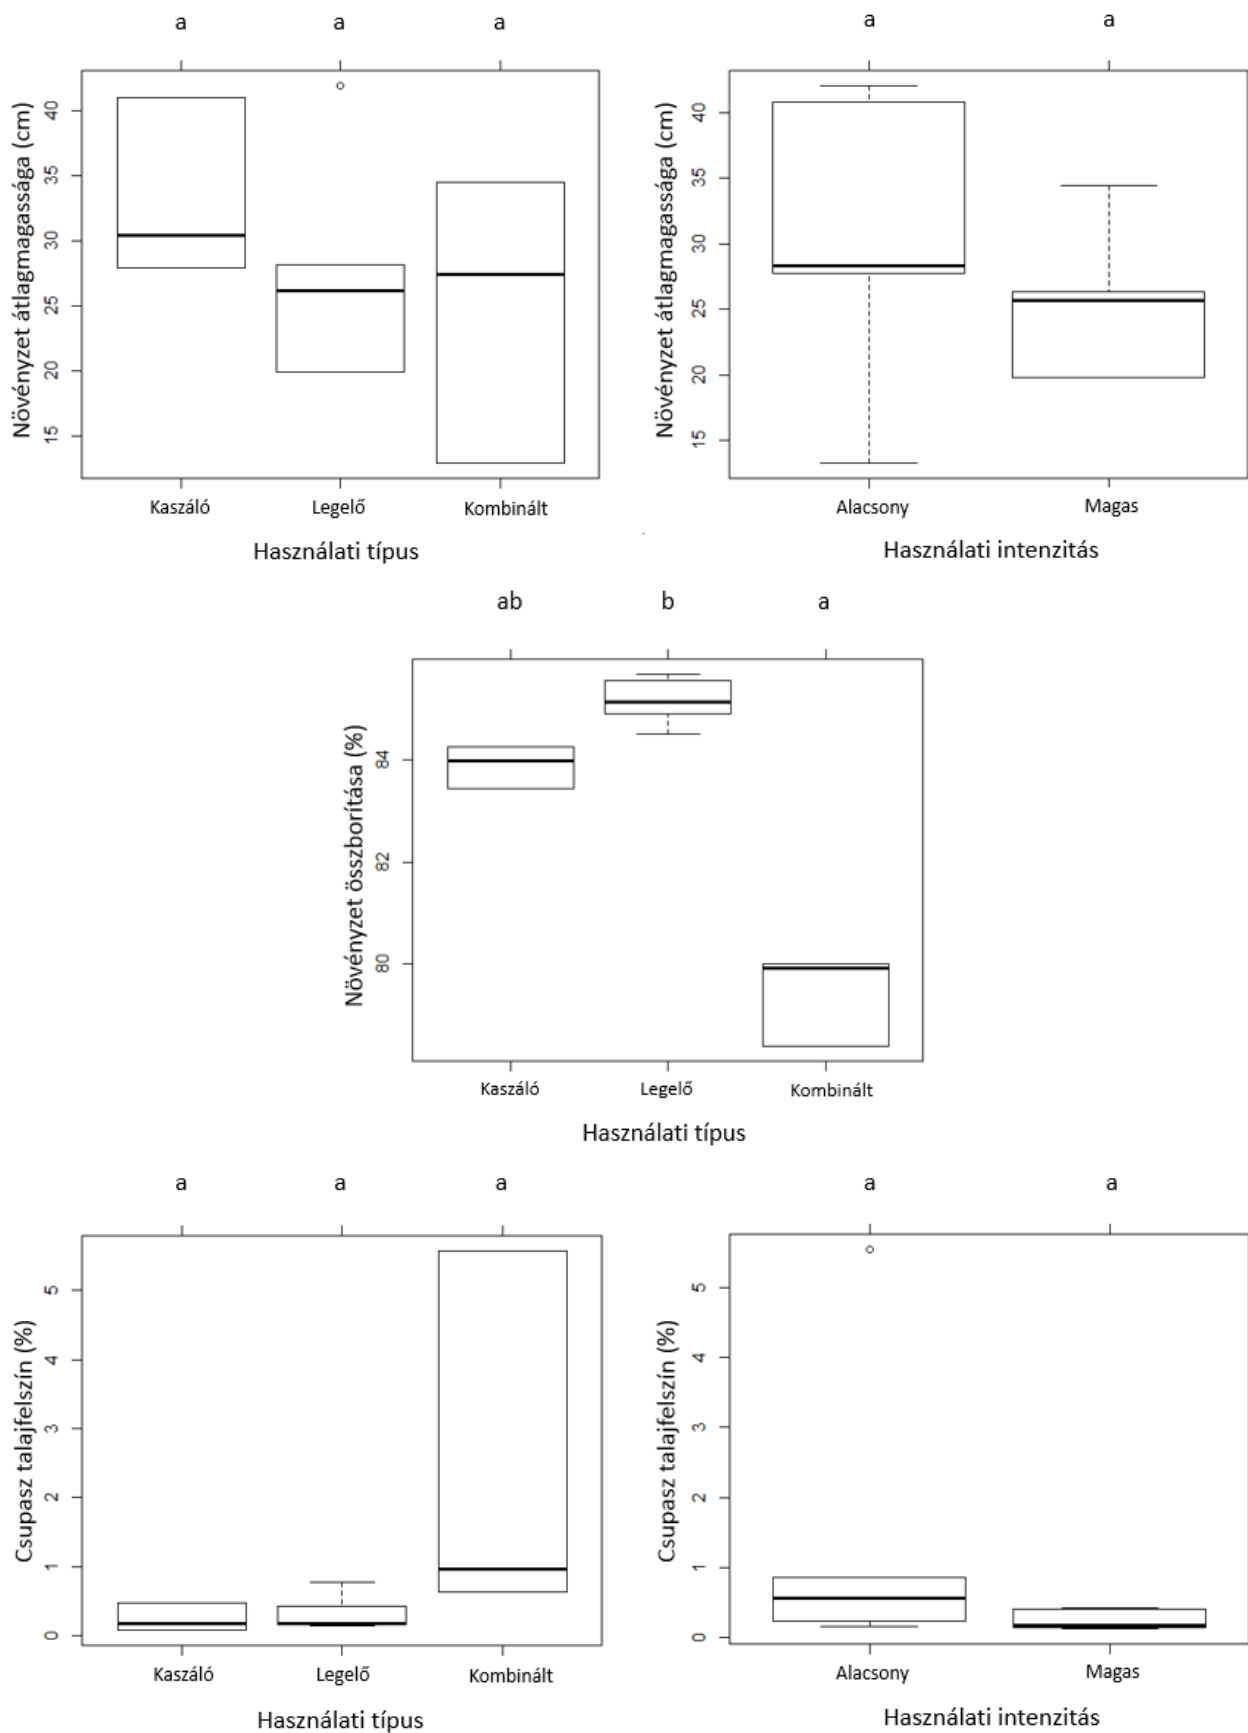 a a a
Növényzet átlagmagassága (cm)
40
35
30
25
20
15
Kaszáló Legelő Kombinált
Használati típus
a a
Növényzet átlagmagassága (cm)
40
35
30
25
20
15
Alacsony Magas
Használati intenzitás
ab b a
Növényzet összborítása (%)
84
82
80
Kaszáló Legelő Kombinált
Használati típus
a a a
Csupasz talajfelszín (%)
5
4
3
2
1
0
Kaszáló Legelő Kombinált
Használati típus
a a
Csupasz talajfelszín (%)
5
4
3
2
1
0
Alacsony Magas
Használati intenzitás